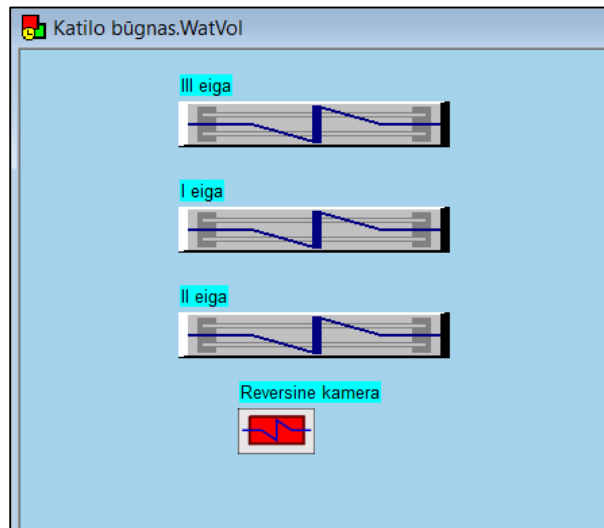 Katilo būgnas.WatVol
III eiga
I eiga
II eiga
Reversine kamera